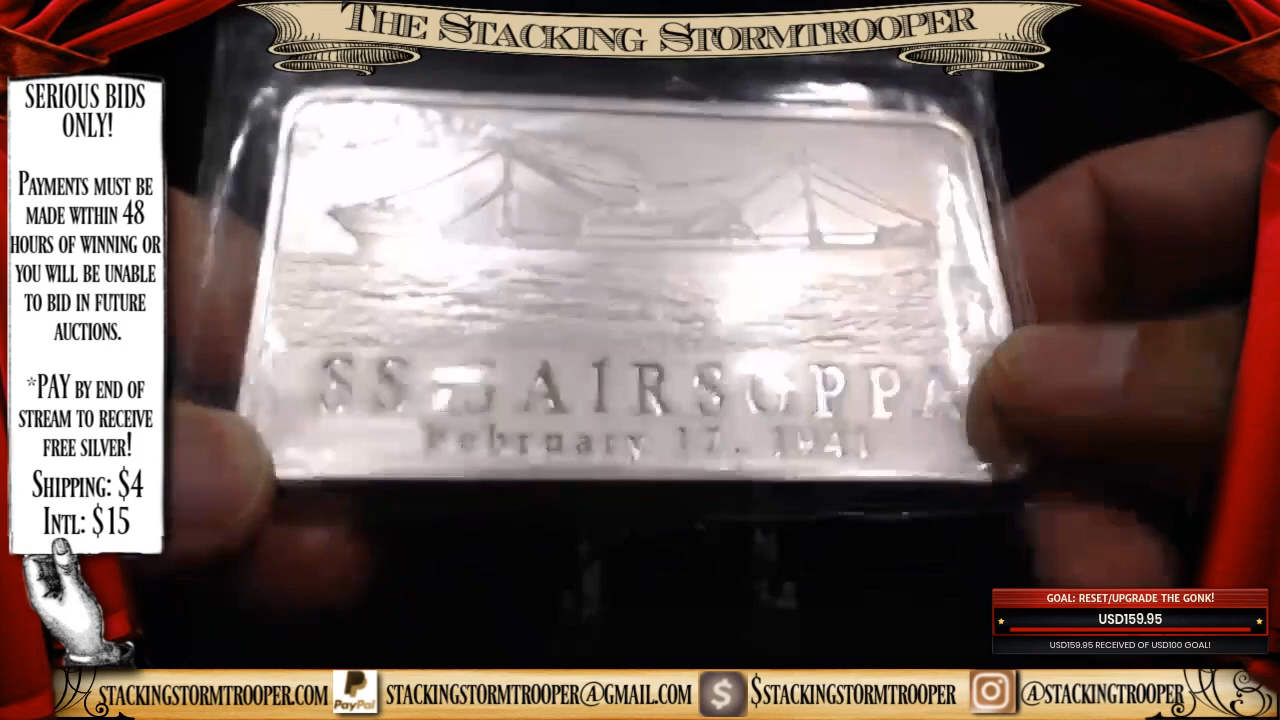 THE STACKING STORMTROOPER
SERIOUS BIDS
ONLY!
PAYMENTS MUST BE
MADE WITHIN 48
HOURS OF WINNING OR
YOU WILL BE UNABLE
TO BID IN FUTURE
AUCTIONS.
*PAY BY END OF
STREAM TO RECEIVE
FREE SILVER!
SHIPPING: $4
INTL: $15
SS GAIRSOPPA
February 17, 1941
GOAL: RESET/UPGRADE THE GONK!
USD159.95
USD159.95 RECEIVED OF USD100 GOAL!
STACKINGSTORMTROOPER.COM
PayPal
STACKINGSTORMTROOPER@GMAIL.COM
$
$STACKINGSTORMTROOPER
@STACKINGTROOPER